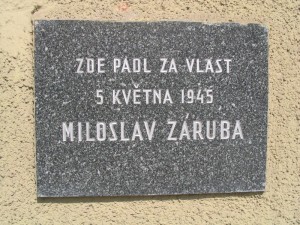 ZDE PADL ZA VLAST
5 KVĚTNA 1945
MILOSLAV ZÁRUBA